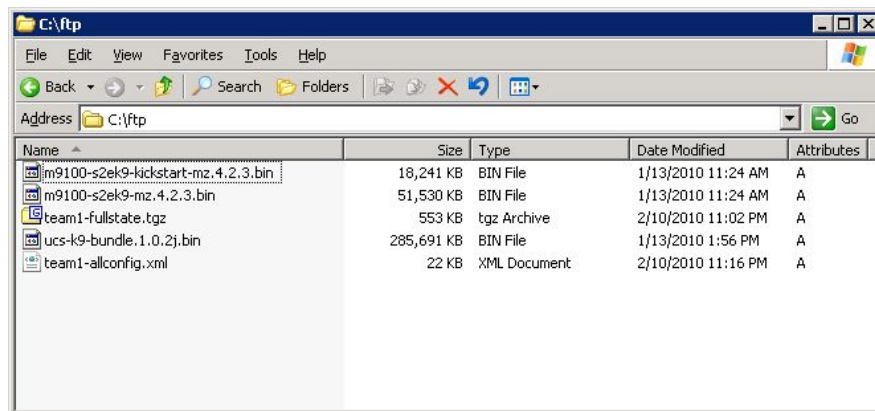 C:\ftp
File Edit View Favorites Tools Help
Back Search Folders
Address C:\ftp Go
Name Size Type Date Modified Attributes
m9100-s2ek9-kickstart-mz.4.2.3.bin 18,241 KB BIN File 1/13/2010 11:24 AM A
m9100-s2ek9-mz.4.2.3.bin 51,530 KB BIN File 1/13/2010 11:24 AM A
team1-fullstate.tgz 553 KB tgz Archive 2/10/2010 11:02 PM A
ucs-k9-bundle.1.0.2j.bin 285,691 KB BIN File 1/13/2010 1:56 PM A
team1-allconfig.xml 22 KB XML Document 2/10/2010 11:16 PM A